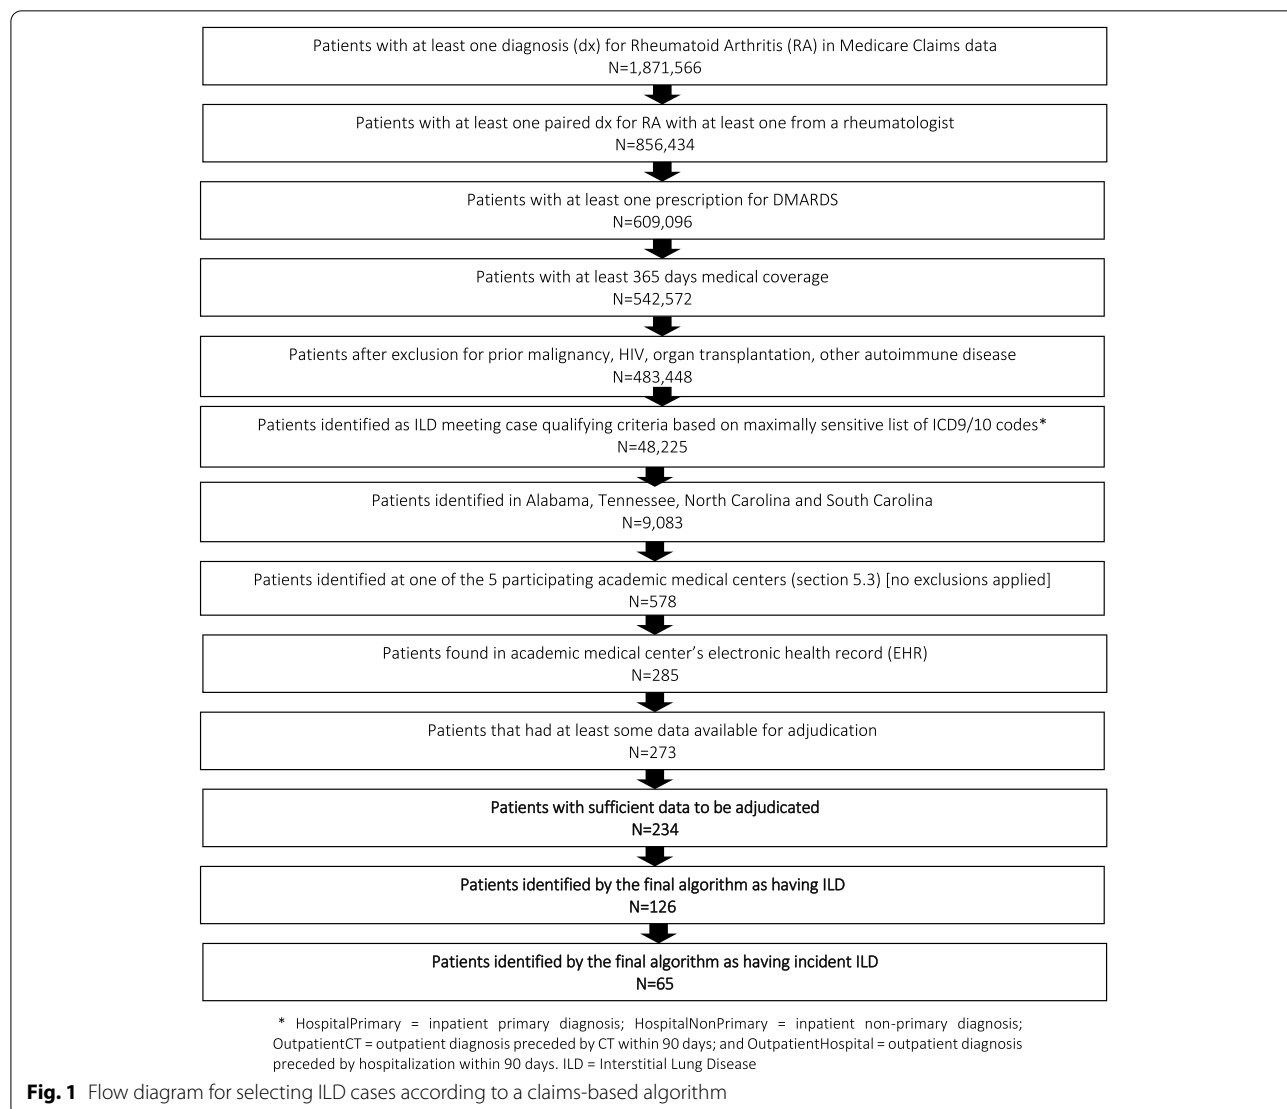 Patients with at least one diagnosis (dx) for Rheumatoid Arthritis (RA) in Medicare Claims data
N=1,871,566
Patients with at least one paired dx for RA with at least one from a rheumatologist
N=856,434
Patients with at least one prescription for DMARDS
N=609,096
Patients with at least 365 days medical coverage
N=542,572
Patients after exclusion for prior malignancy, HIV, organ transplantation, other autoimmune disease
N=483,448
Patients identified as ILD meeting case qualifying criteria based on maximally sensitive list of ICD9/10 codes*
N=48,225
Patients identified in Alabama, Tennessee, North Carolina and South Carolina
N=9,083
Patients identified at one of the 5 participating academic medical centers (section 5.3) [no exclusions applied]
N=578
Patients found in academic medical center's electronic health record (EHR)
N=285
Patients that had at least some data available for adjudication
N=273
Patients with sufficient data to be adjudicated
N=234
Patients identified by the final algorithm as having ILD
N=126
Patients identified by the final algorithm as having incident ILD
N=65
* HospitalPrimary = inpatient primary diagnosis; HospitalNonPrimary = inpatient non-primary diagnosis;
OutpatientCT = outpatient diagnosis preceded by CT within 90 days; and OutpatientHospital = outpatient diagnosis
preceded by hospitalization within 90 days. ILD = Interstitial Lung Disease
Fig. 1 Flow diagram for selecting ILD cases according to a claims-based algorithm